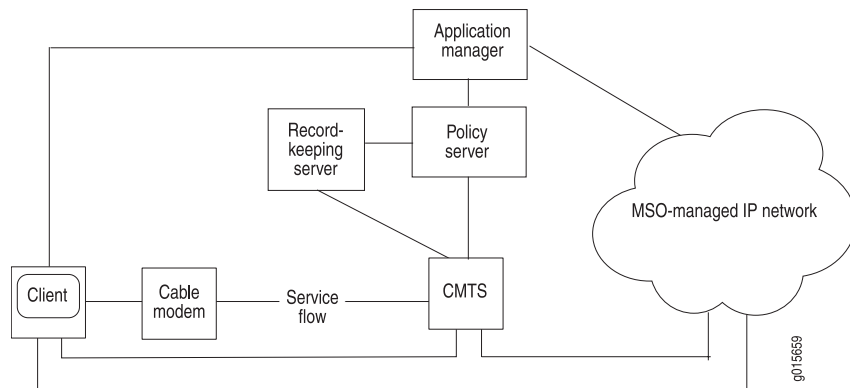 Application
manager
Record-
keeping
server
Policy
server
MSO-managed IP network
Client
Cable
modem
Service
flow
CMTS
g015659